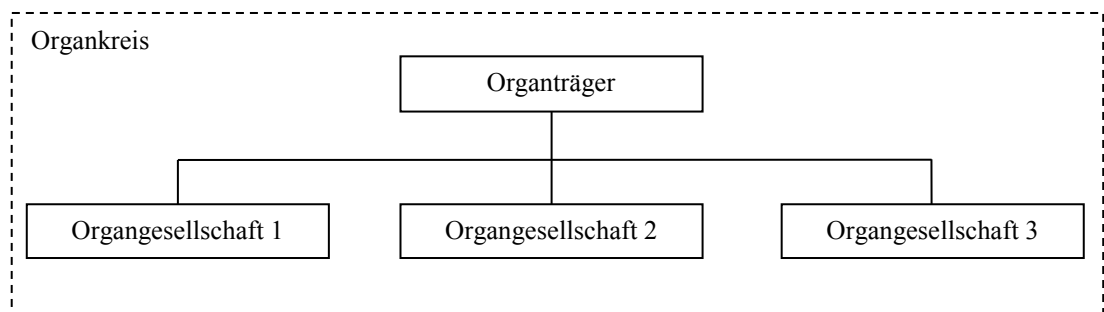 Organkreis
Organträger
Organgesellschaft 1
Organgesellschaft 2
Organgesellschaft 3